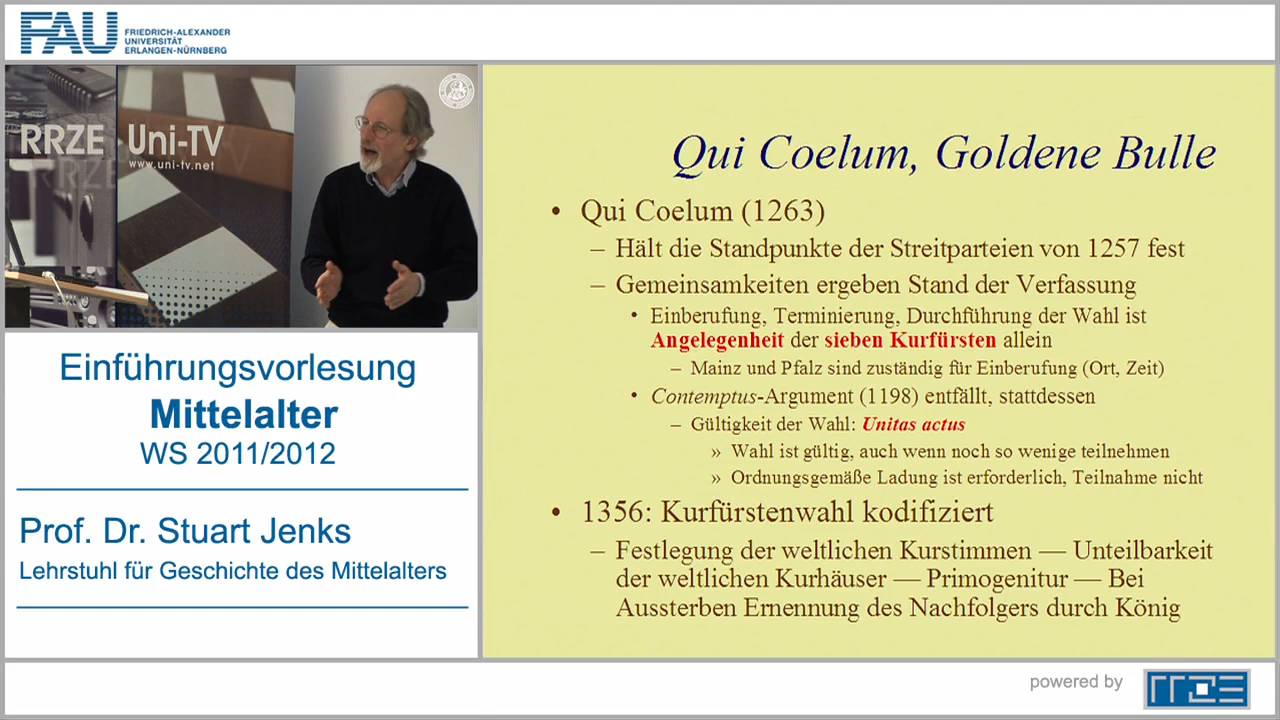 FAU FRIEDRICH-ALEXANDER
UNIVERSITÄT
ERLANGEN-NÜRNBERG
RRZE Uni-TV
www.uni-tv.net
Einführungsvorlesung
Mittelalter
WS 2011/2012
Prof. Dr. Stuart Jenks
Lehrstuhl für Geschichte des Mittelalters
Qui Coelum, Goldene Bulle
• Qui Coelum (1263)
– Hält die Standpunkte der Streitparteien von 1257 fest
– Gemeinsamkeiten ergeben Stand der Verfassung
• Einberufung, Terminierung, Durchführung der Wahl ist
Angelegenheit der sieben Kurfürsten allein
– Mainz und Pfalz sind zuständig für Einberufung (Ort, Zeit)
• Contemptus-Argument (1198) entfällt, stattdessen
– Gültigkeit der Wahl: Unitas actus
» Wahl ist gültig, auch wenn noch so wenige teilnehmen
» Ordnungsgemäße Ladung ist erforderlich, Teilnahme nicht
• 1356: Kurfürstenwahl kodifiziert
– Festlegung der weltlichen Kurstimmen — Unteilbarkeit
der weltlichen Kurhäuser — Primogenitur — Bei
Aussterben Ernennung des Nachfolgers durch König
powered by
RRZE